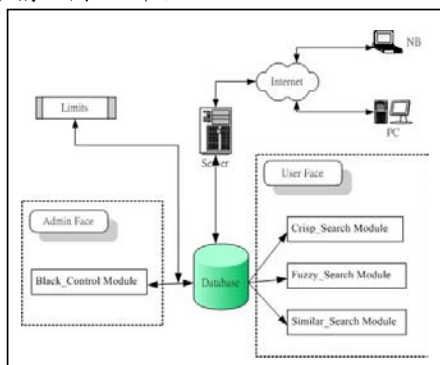 NB
Internet
Limits
PC
Server
User Face
Admin Face
Crisp_Search Module
Black_Control Module
Database
Fuzzy_Search Module
Similar_Search Module